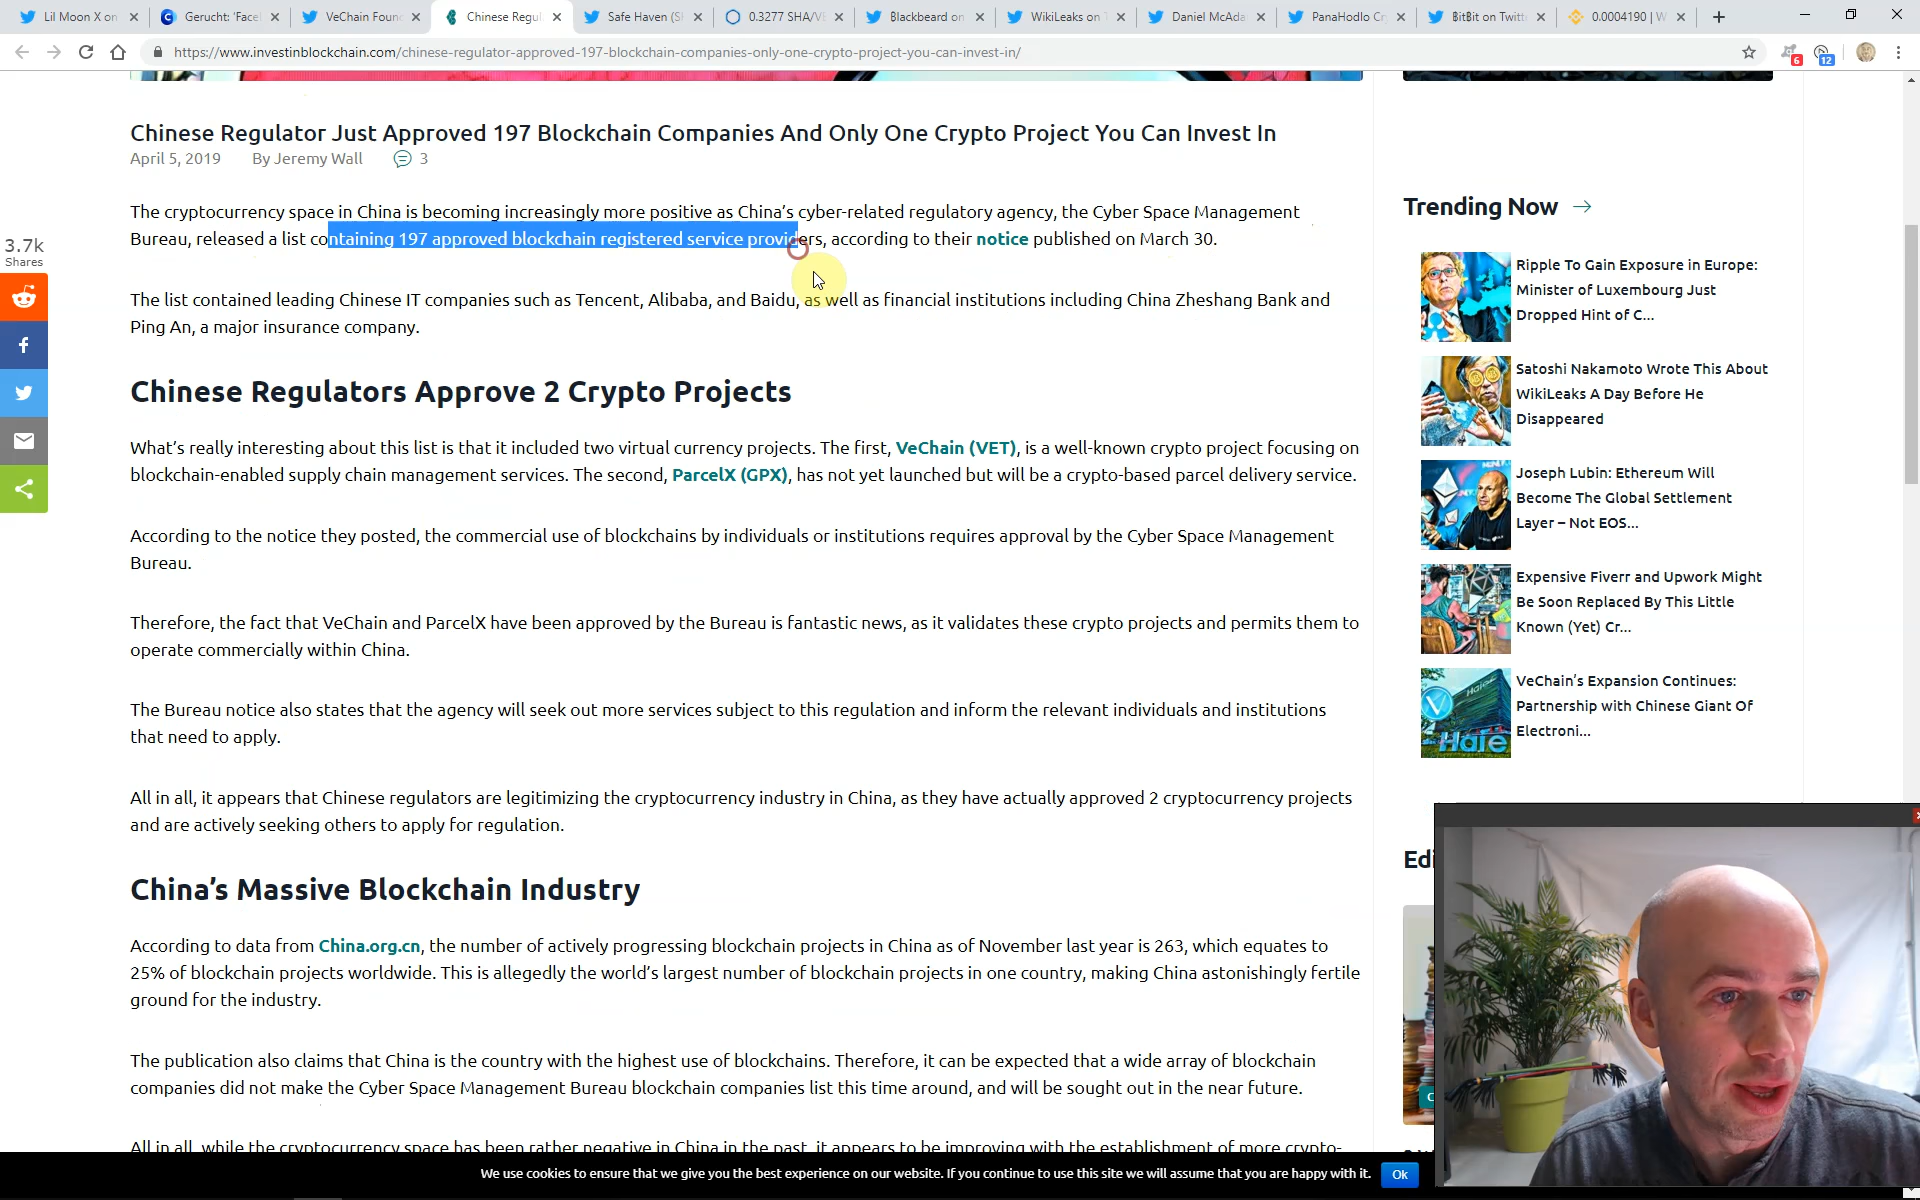 Lil Moon X on
Gerucht: 'Face
VeChain Foun
Chinese Regul
Safe Haven (S
0.3277 SHA/VE
Blackbeard on
WikiLeaks on T
Daniel McAda
PanaHodlo Cr
BitBit on Twitt
0.0004190 | W
https://www.investinblockchain.com/chinese-regulator-approved-197-blockchain-companies-only-one-crypto-project-you-can-invest-in/
6
12
Chinese Regulator Just Approved 197 Blockchain Companies And Only One Crypto Project You Can Invest In
April 5, 2019 By Jeremy Wall 3
The cryptocurrency space in China is becoming increasingly more positive as China's cyber-related regulatory agency, the Cyber Space Management
Bureau, released a list containing 197 approved blockchain registered service providers, according to their notice published on March 30.
3.7k
Shares
The list contained leading Chinese IT companies such as Tencent, Alibaba, and Baidu, as well as financial institutions including China Zheshang Bank and
Ping An, a major insurance company.
Chinese Regulators Approve 2 Crypto Projects
What's really interesting about this list is that it included two virtual currency projects. The first, VeChain (VET), is a well-known crypto project focusing on
blockchain-enabled supply chain management services. The second, ParcelX (GPX), has not yet launched but will be a crypto-based parcel delivery service.
According to the notice they posted, the commercial use of blockchains by individuals or institutions requires approval by the Cyber Space Management
Bureau.
Therefore, the fact that VeChain and ParcelX have been approved by the Bureau is fantastic news, as it validates these crypto projects and permits them to
operate commercially within China.
The Bureau notice also states that the agency will seek out more services subject to this regulation and inform the relevant individuals and institutions
that need to apply.
All in all, it appears that Chinese regulators are legitimizing the cryptocurrency industry in China, as they have actually approved 2 cryptocurrency projects
and are actively seeking others to apply for regulation.
China's Massive Blockchain Industry
According to data from China.org.cn, the number of actively progressing blockchain projects in China as of November last year is 263, which equates to
25% of blockchain projects worldwide. This is allegedly the world's largest number of blockchain projects in one country, making China astonishingly fertile
ground for the industry.
The publication also claims that China is the country with the highest use of blockchains. Therefore, it can be expected that a wide array of blockchain
companies did not make the Cyber Space Management Bureau blockchain companies list this time around, and will be sought out in the near future.
All in all, while the cryptocurrency space has been rather negative in China in the past, it appears to be improving with the establishment of more crypto-
Trending Now
Ripple To Gain Exposure in Europe:
Minister of Luxembourg Just
Dropped Hint of C...
Satoshi Nakamoto Wrote This About
WikiLeaks A Day Before He
Disappeared
Joseph Lubin: Ethereum Will
Become The Global Settlement
Layer – Not EOS...
Expensive Fiverr and Upwork Might
Be Soon Replaced By This Little
Known (Yet) Cr...
VeChain's Expansion Continues:
Partnership with Chinese Giant Of
Electroni...
Haie
Edi
C
We use cookies to ensure that we give you the best experience on our website. If you continue to use this site we will assume that you are happy with it. Ok